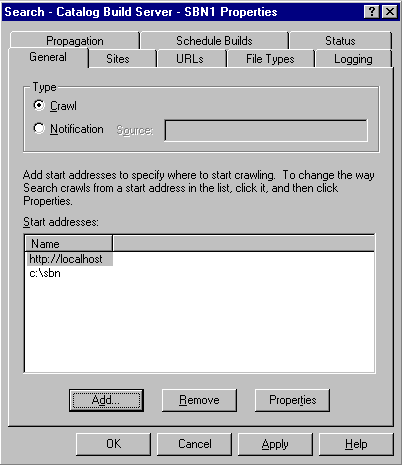 Search - Catalog Build Server - SBN1 Properties
Propagation Schedule Builds Status
General Sites URLs File Types Logging
Type
Crawl
Notification Source:
Add start addresses to specify where to start crawling. To change the way
Search crawls from a start address in the list, click it, and then click
Properties.
Start addresses:
Name
http://localhost
c:\sbn
Add... Remove Properties
OK Cancel Apply Help